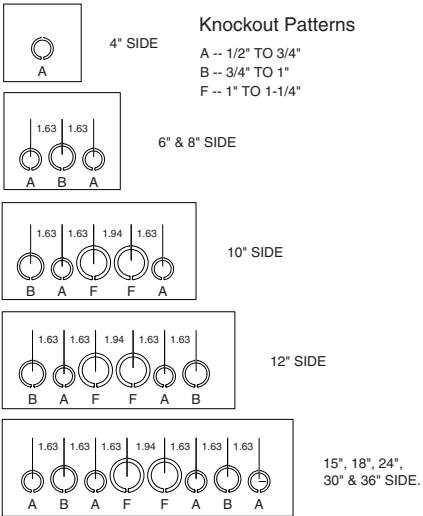 Knockout Patterns
A -- 1/2" TO 3/4"
B -- 3/4" TO 1"
F -- 1" TO 1-1/4"
4" SIDE
A
1.63 1.63
6" & 8" SIDE
A B A
1.63 1.63 1.94 1.63
10" SIDE
B A F F A
1.63 1.63 1.94 1.63 1.63
12" SIDE
B A F F A B
1.63 1.63 1.63 1.94 1.63 1.63 1.63
15", 18", 24",
30" & 36" SIDE.
A B A F F A B A